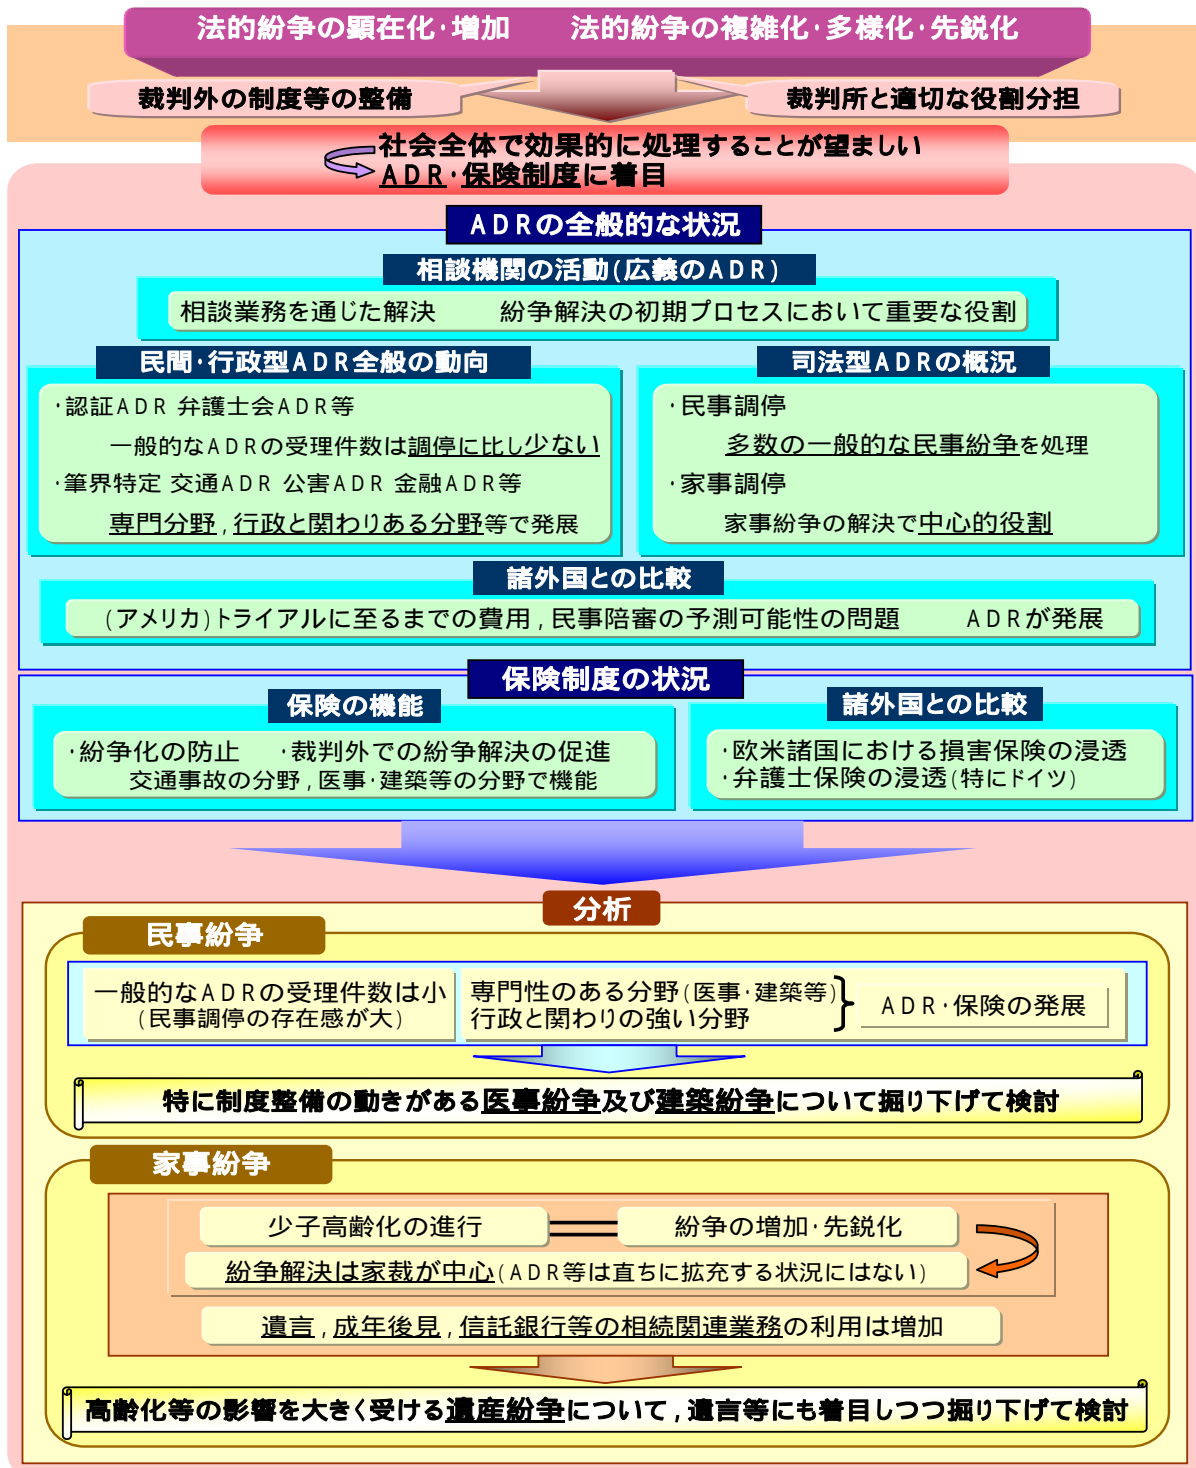 法的紛争の顕在化・増加　　法的紛争の複雑化・多様化・先鋭化
裁判外の制度等の整備
裁判所と適切な役割分担
社会全体で効果的に処理することが望ましい
ADR・保険制度に着目
ADRの全般的な状況
相談機関の活動(広義のADR)
相談業務を通じた解決　　紛争解決の初期プロセスにおいて重要な役割
民間・行政型ADR全般の動向
・認証ADR 弁護士会ADR等
一般的なADRの受理件数は調停に比し少ない
・筆界特定 交通ADR 公害ADR 金融ADR等
専門分野,行政と関わりある分野等で発展
司法型ADRの概況
・民事調停
多数の一般的な民事紛争を処理
・家事調停
家事紛争の解決で中心的役割
諸外国との比較
(アメリカ)トライアルに至るまでの費用,民事陪審の予測可能性の問題　　ADRが発展
保険制度の状況
保険の機能
・紛争化の防止　・裁判外での紛争解決の促進
交通事故の分野,医事・建築等の分野で機能
諸外国との比較
・欧米諸国における損害保険の浸透
・弁護士保険の浸透(特にドイツ)
分析
民事紛争
一般的なADRの受理件数は小
(民事調停の存在感が大)
専門性のある分野(医事・建築等)
行政と関わりの強い分野
ADR・保険の発展
特に制度整備の動きがある医事紛争及び建築紛争について掘り下げて検討
家事紛争
少子高齢化の進行
紛争の増加・先鋭化
紛争解決は家裁が中心(ADR等は直ちに拡充する状況にはない)
遺言,成年後見,信託銀行等の相続関連業務の利用は増加
高齢化等の影響を大きく受ける遺産紛争について,遺言等にも着目しつつ掘り下げて検討